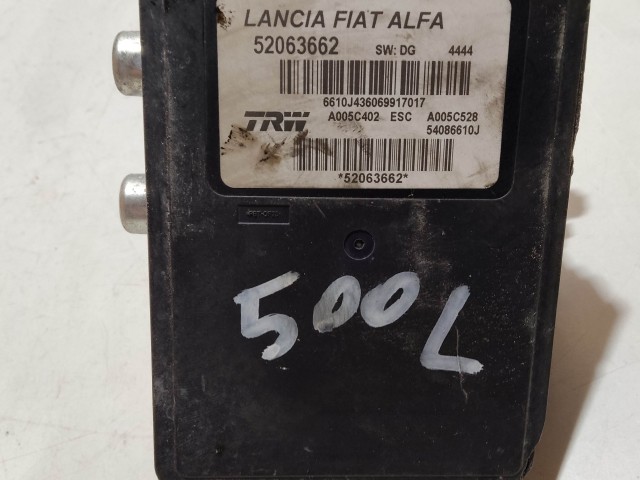 LANCIA FIAT ALFA
52063662 SW: DG 4444
6610J436069917017
TRW A005C402 ESC A005C528
54086610J
*52063662*
500L